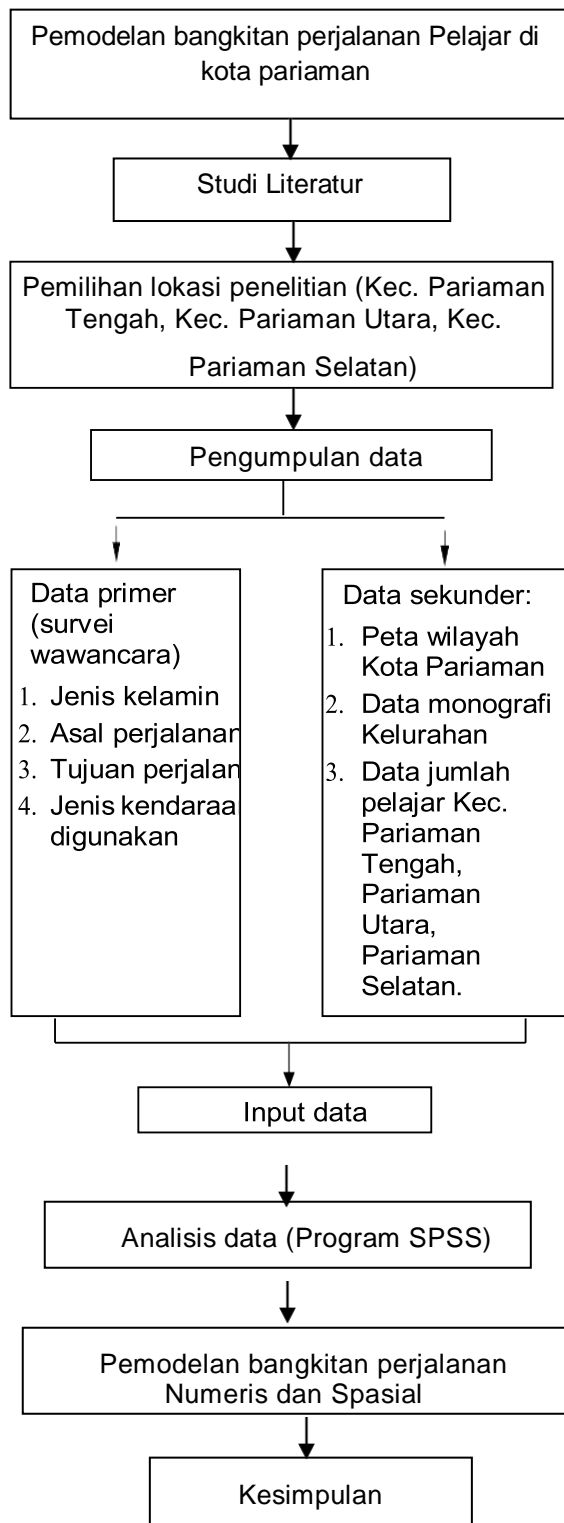 Pemodelan bangkitan perjalanan Pelajar di
kota pariaman
Studi Literatur
Pemilihan lokasi penelitian (Kec. Pariaman
Tengah, Kec. Pariaman Utara, Kec.
Pariaman Selatan)
Pengumpulan data
Data primer
(survei
wawancara)
1. Jenis kelamin
2. Asal perjalanan
3. Tujuan perjalan
4. Jenis kendaraa
digunakan
Data sekunder:
1. Peta wilayah
Kota Pariaman
2. Data monografi
Kelurahan
3. Data jumlah
pelajar Kec.
Pariaman
Tengah,
Pariaman
Utara,
Pariaman
Selatan.
Input data
Analisis data (Program SPSS)
Pemodelan bangkitan perjalanan
Numeris dan Spasial
Kesimpulan